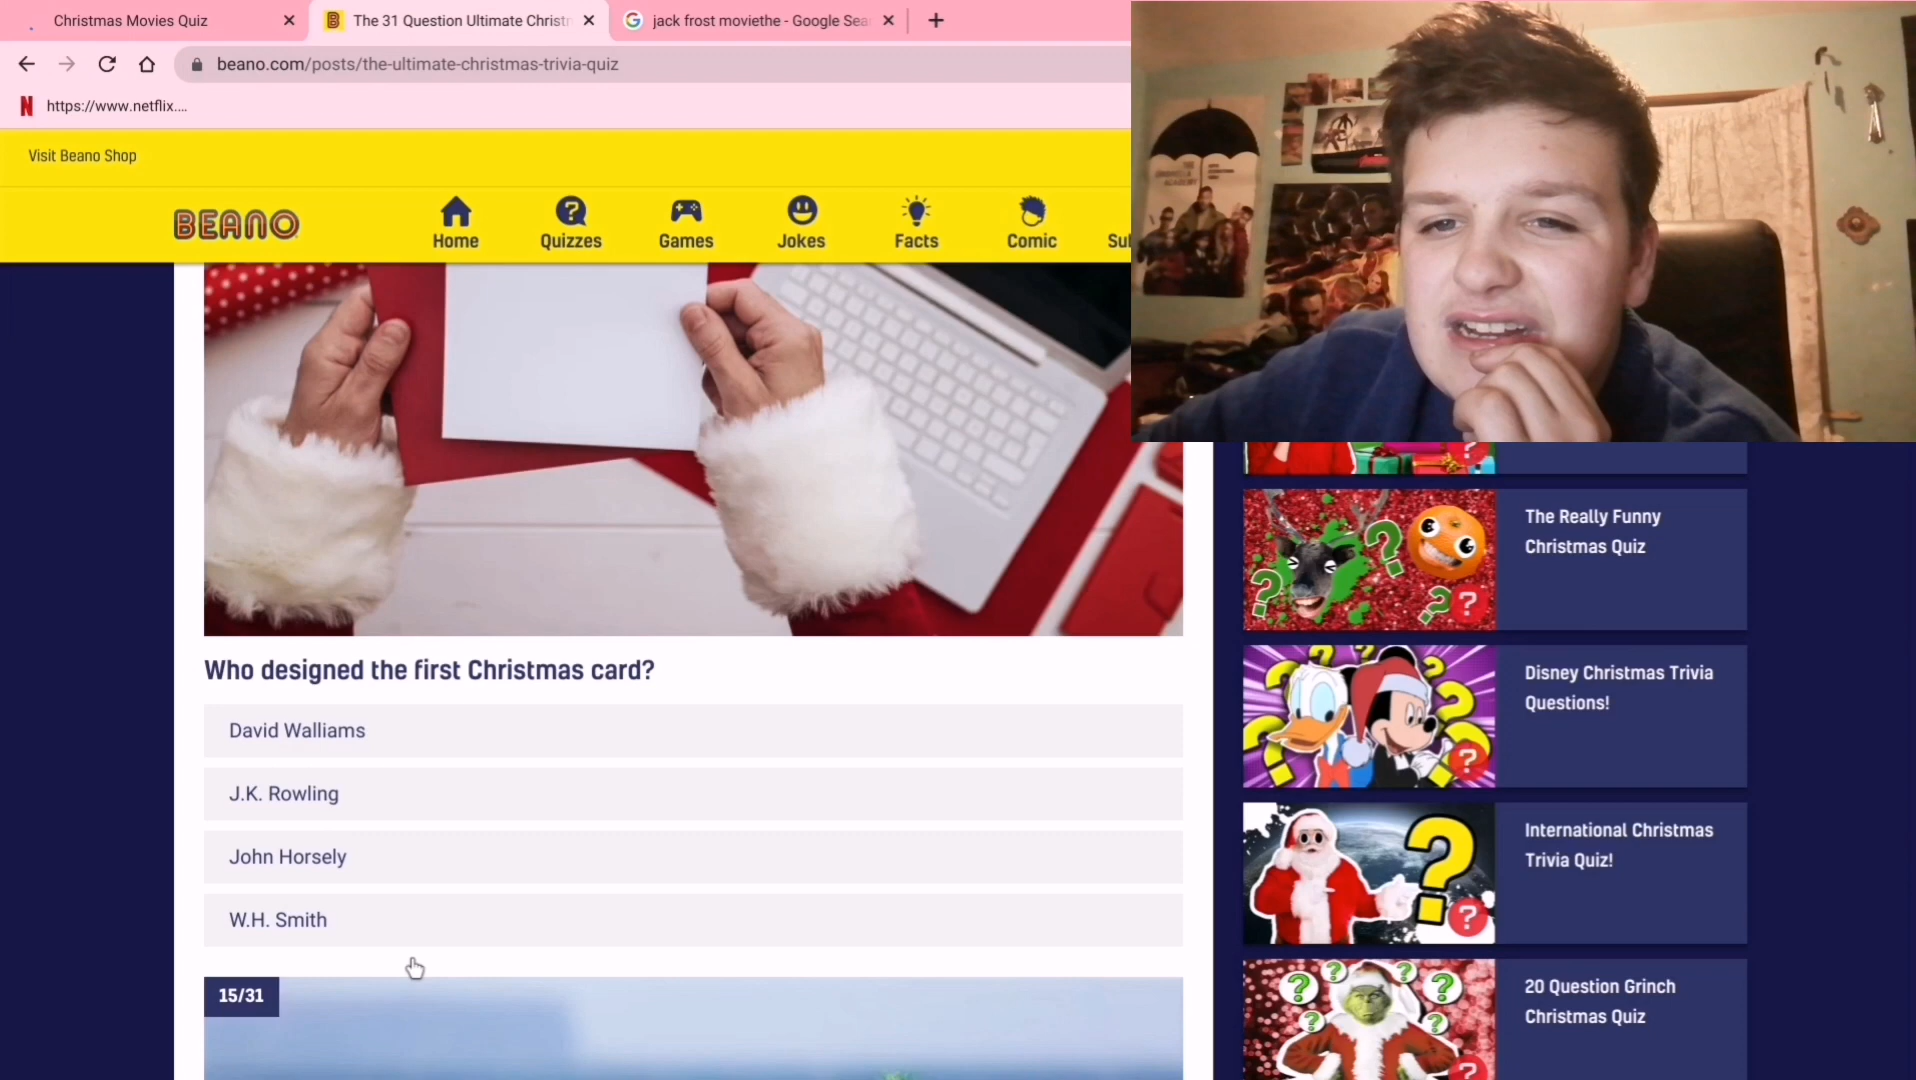 Christmas Movies Quiz
The 31 Question Ultimate Christm
jack frost moviethe - Google Sea
beano.com/posts/the-ultimate-christmas-trivia-quiz
N
https://www.netflix....
Visit Beano Shop
BEANO
Home
Quizzes
Games
Jokes
Facts
Comic
Sul
Who designed the first Christmas card?
David Walliams
J.K. Rowling
John Horsely
W.H. Smith
15/31
The Really Funny
Christmas Quiz
Disney Christmas Trivia
Questions!
International Christmas
Trivia Quiz!
20 Question Grinch
Christmas Quiz